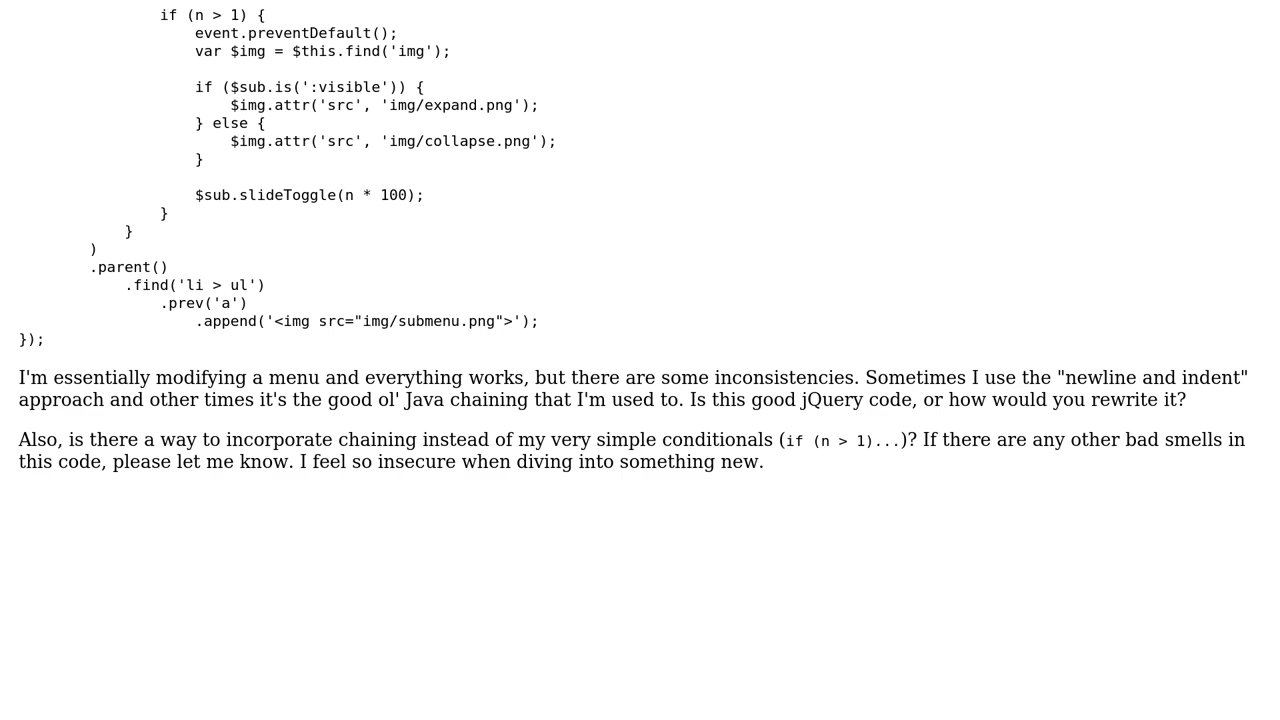 if (n > 1) {
                    event.preventDefault();
                    var $img = $this.find('img');

                    if ($sub.is(':visible')) {
                        $img.attr('src', 'img/expand.png');
                    } else {
                        $img.attr('src', 'img/collapse.png');
                    }

                    $sub.slideToggle(n * 100);
                }
            }
        )
        .parent()
            .find('li > ul')
                .prev('a')
                    .append('<img src="img/submenu.png">');
});
I'm essentially modifying a menu and everything works, but there are some inconsistencies. Sometimes I use the "newline and indent"
approach and other times it's the good ol' Java chaining that I'm used to. Is this good jQuery code, or how would you rewrite it?
Also, is there a way to incorporate chaining instead of my very simple conditionals (if (n > 1)...)? If there are any other bad smells in
this code, please let me know. I feel so insecure when diving into something new.